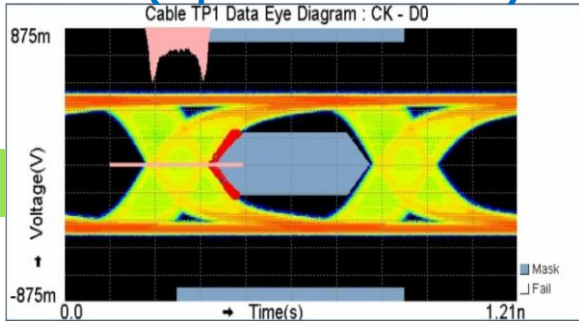 Cable TP1 Data Eye Diagram : CK - D0
875m
Voltage(V)
-875m
0.0
Time(s)
1.21n
Mask
Fail